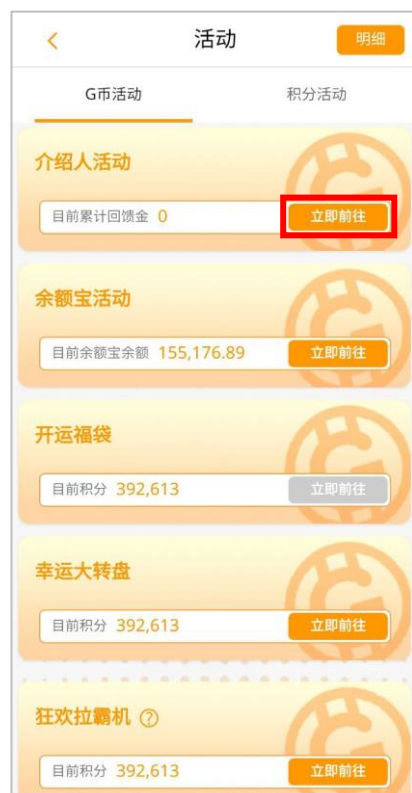 活动
明细
G币活动
积分活动
介绍人活动
目前累计回馈金 0
立即前往
余额宝活动
目前余额宝余额 155,176.89
立即前往
开运福袋
目前积分 392,613
立即前往
幸运大转盘
目前积分 392,613
立即前往
狂欢拉霸机 ?
目前积分 392,613
立即前往